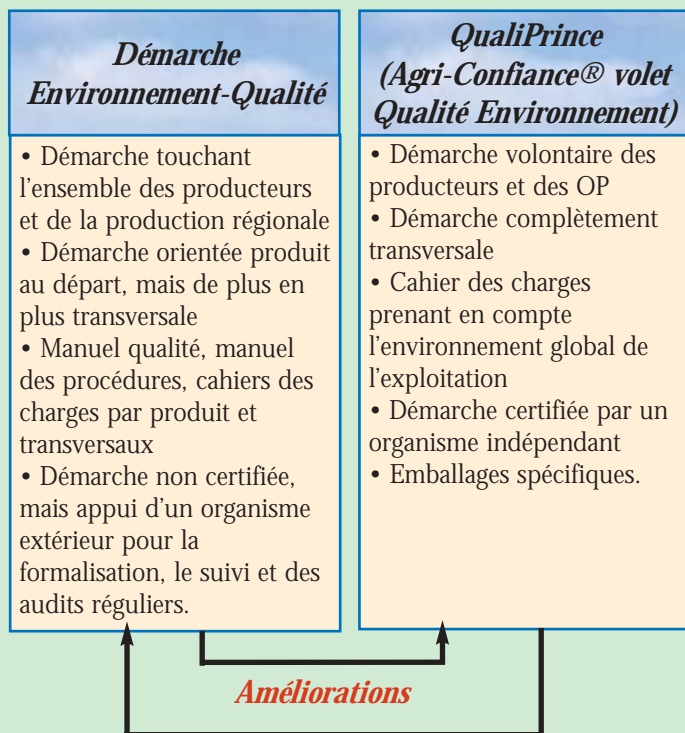 Démarche
Environnement-Qualité
• Démarche touchant
l'ensemble des producteurs
et de la production régionale
• Démarche orientée produit
au départ, mais de plus en
plus transversale
• Manuel qualité, manuel
des procédures, cahiers des
charges par produit et
transversaux
• Démarche non certifiée,
mais appui d'un organisme
extérieur pour la
formalisation, le suivi et des
audits réguliers.
QualiPrince
(Agri-Confiance® volet
Qualité Environnement)
• Démarche volontaire des
producteurs et des OP
• Démarche complètement
transversale
• Cahier des charges
prenant en compte
l'environnement global de
l'exploitation
• Démarche certifiée par un
organisme indépendant
• Emballages spécifiques.
Améliorations